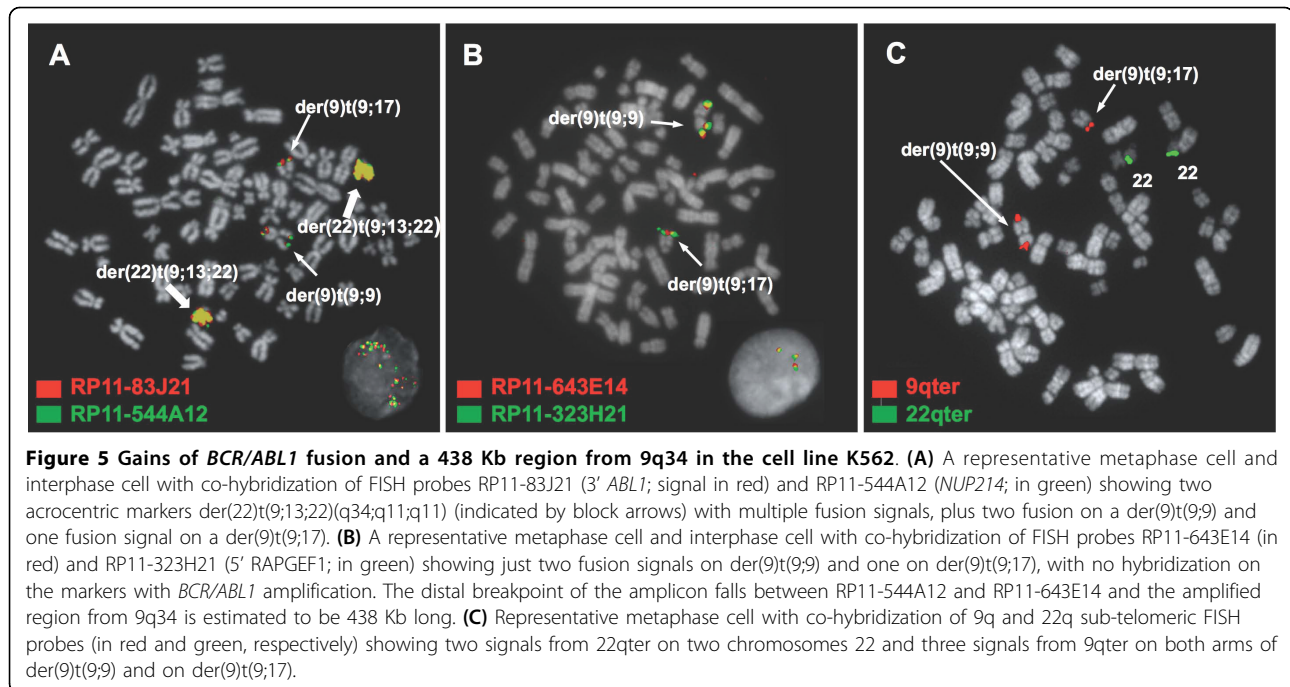 A
der(9)t(9;17)
der(22)t(9;13;22)
der(22)t(9;13;22)
der(9)t(9;9)
RP11-83J21
RP11-544A12
B
der(9)t(9;9)
der(9)t(9;17)
RP11-643E14
RP11-323H21
C
der(9)t(9;17)
der(9)t(9;9)
22
22
9qter
22qter
Figure 5 Gains of BCR/ABL1 fusion and a 438 Kb region from 9q34 in the cell line K562. (A) A representative metaphase cell and
interphase cell with co-hybridization of FISH probes RP11-83J21 (3' ABL1; signal in red) and RP11-544A12 (NUP214; in green) showing two
acrocentric markers der(22)t(9;13;22)(q34;q11;q11) (indicated by block arrows) with multiple fusion signals, plus two fusion on a der(9)t(9;9) and
one fusion signal on a der(9)t(9;17). (B) A representative metaphase cell and interphase cell with co-hybridization of FISH probes RP11-643E14 (in
red) and RP11-323H21 (5' RAPGEF1; in green) showing just two fusion signals on der(9)t(9;9) and one on der(9)t(9;17), with no hybridization on
the markers with BCR/ABL1 amplification. The distal breakpoint of the amplicon falls between RP11-544A12 and RP11-643E14 and the amplified
region from 9q34 is estimated to be 438 Kb long. (C) Representative metaphase cell with co-hybridization of 9q and 22q sub-telomeric FISH
probes (in red and green, respectively) showing two signals from 22qter on two chromosomes 22 and three signals from 9qter on both arms of
der(9)t(9;9) and on der(9)t(9;17).